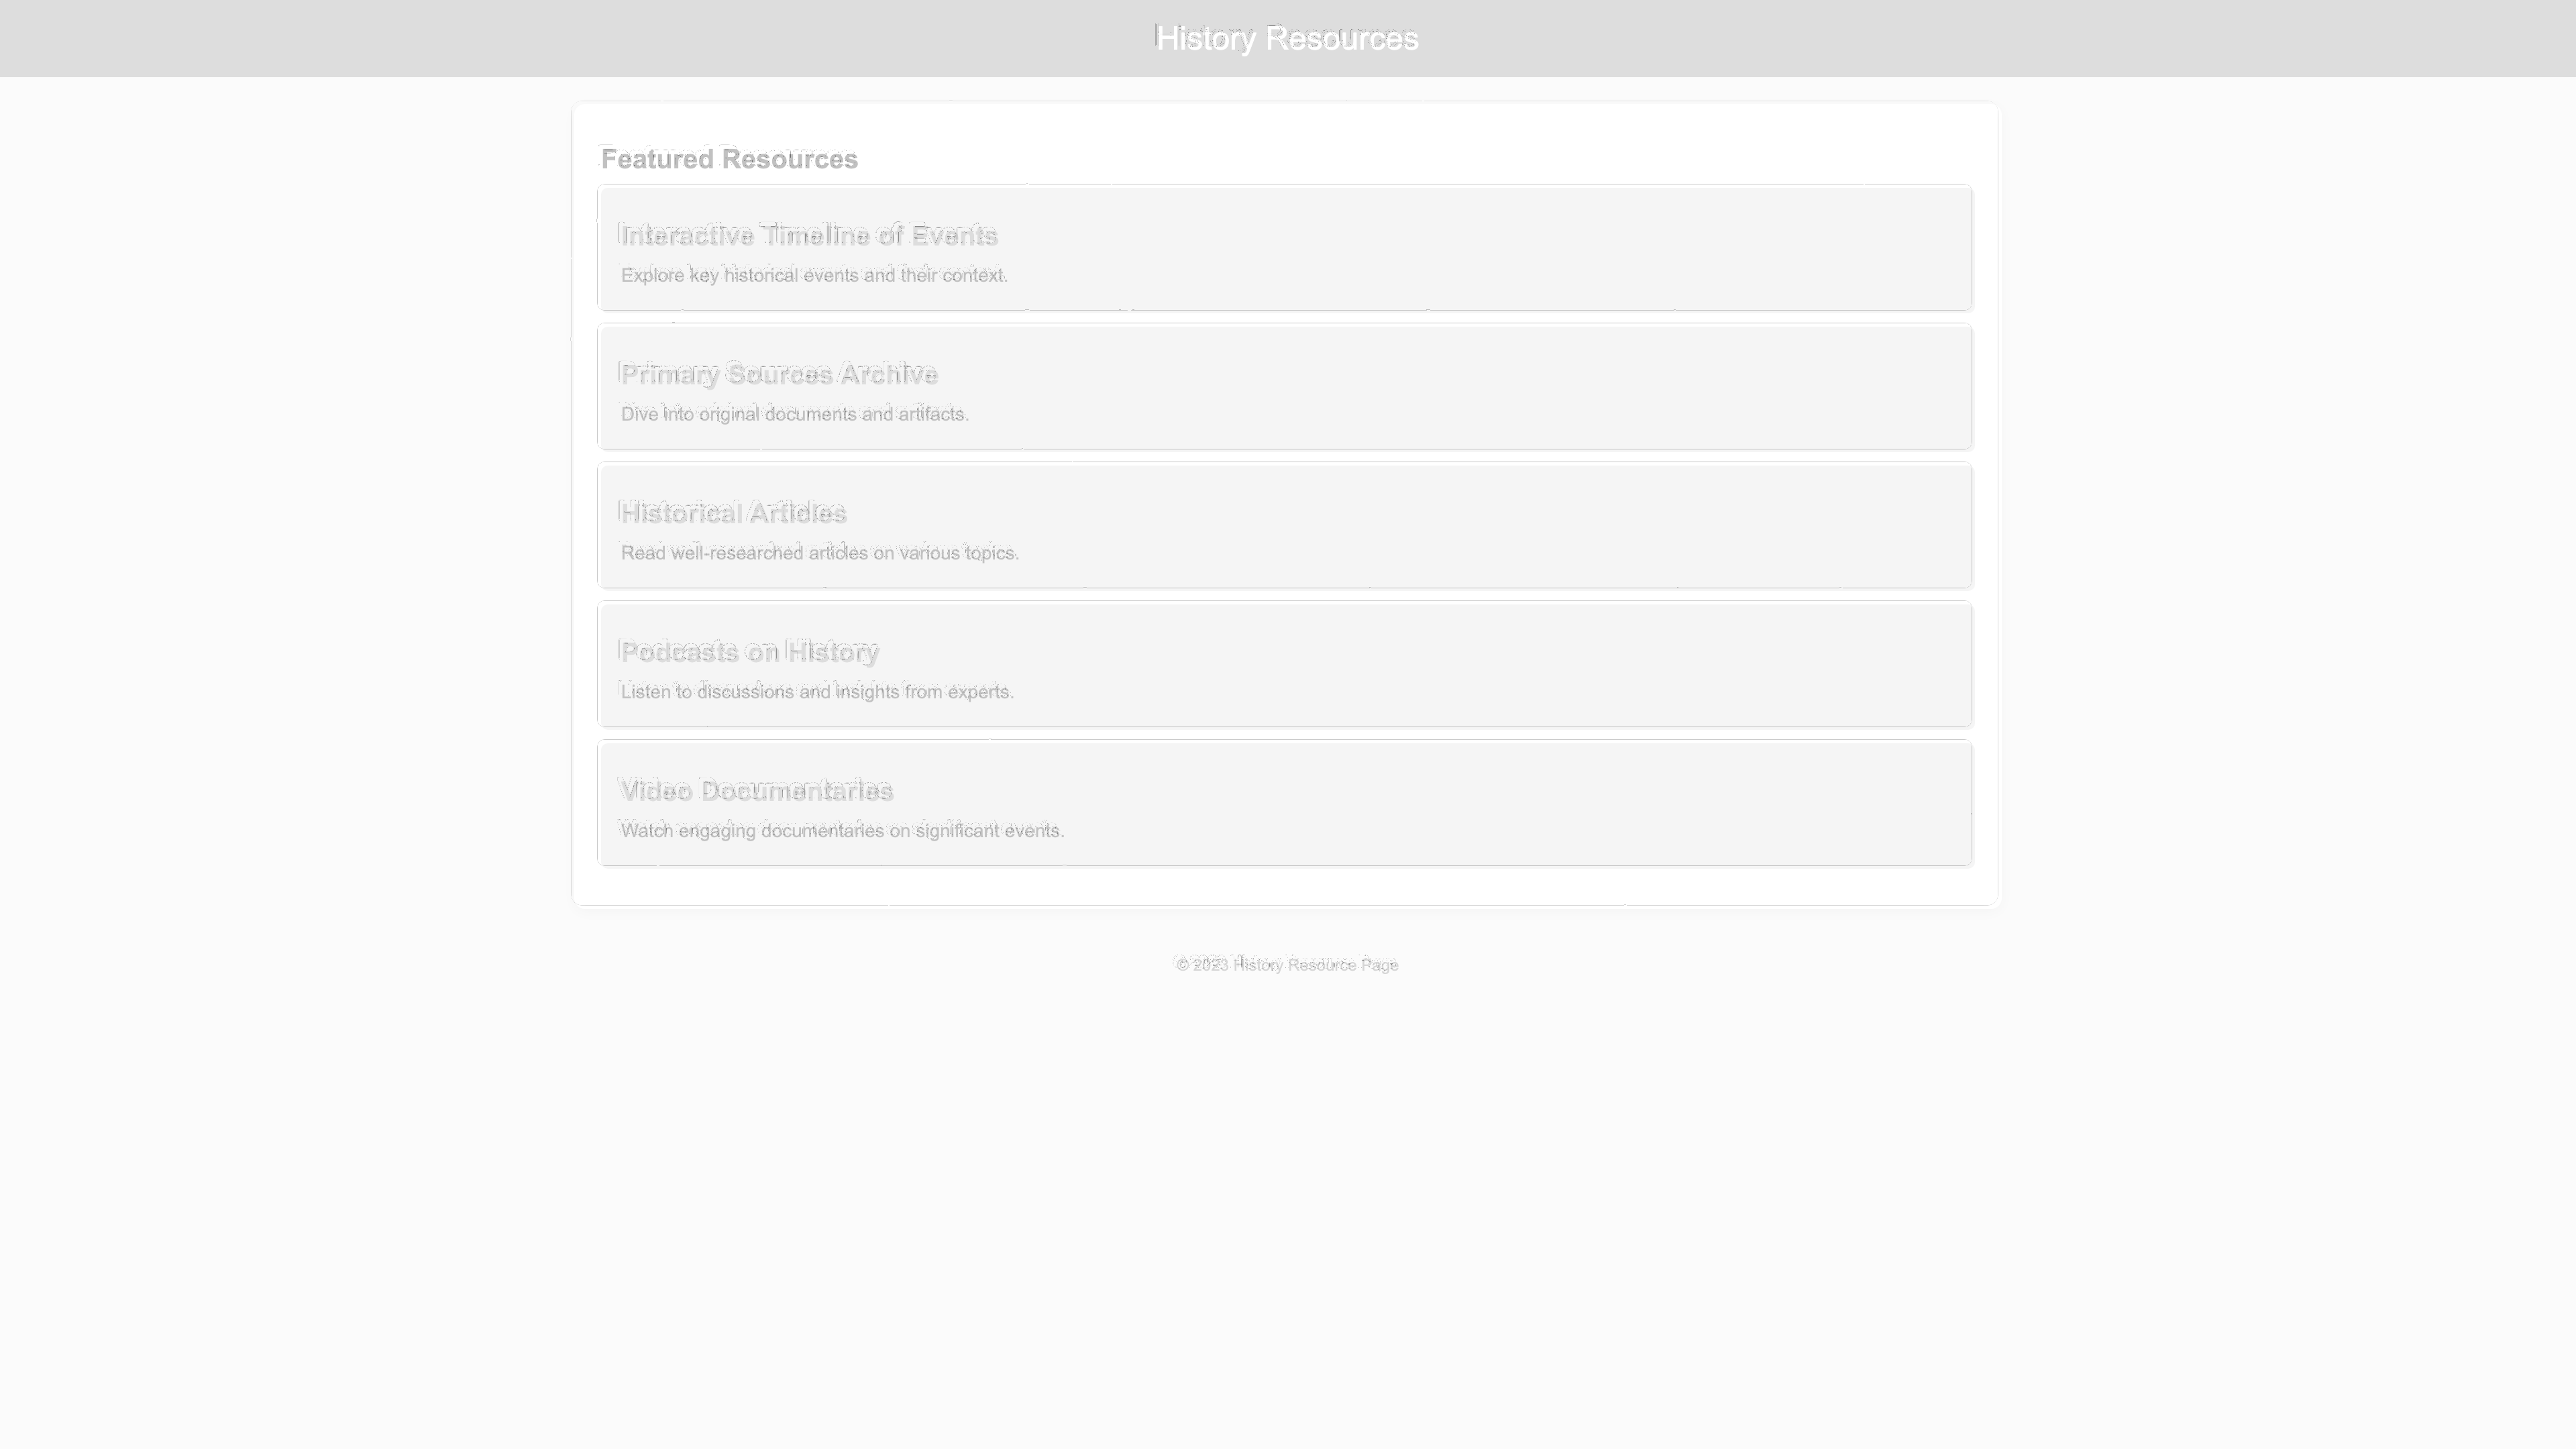 History Resources
Featured Resources
Interactive Timeline of Events
Explore key historical events and their context.
Primary Sources Archive
Dive into original documents and artifacts.
Historical Articles
Read well-researched articles on various topics.
Podcasts on History
Listen to discussions and insights from experts.
Video Documentaries
Watch engaging documentaries on significant events.
© 2023 History Resource Page